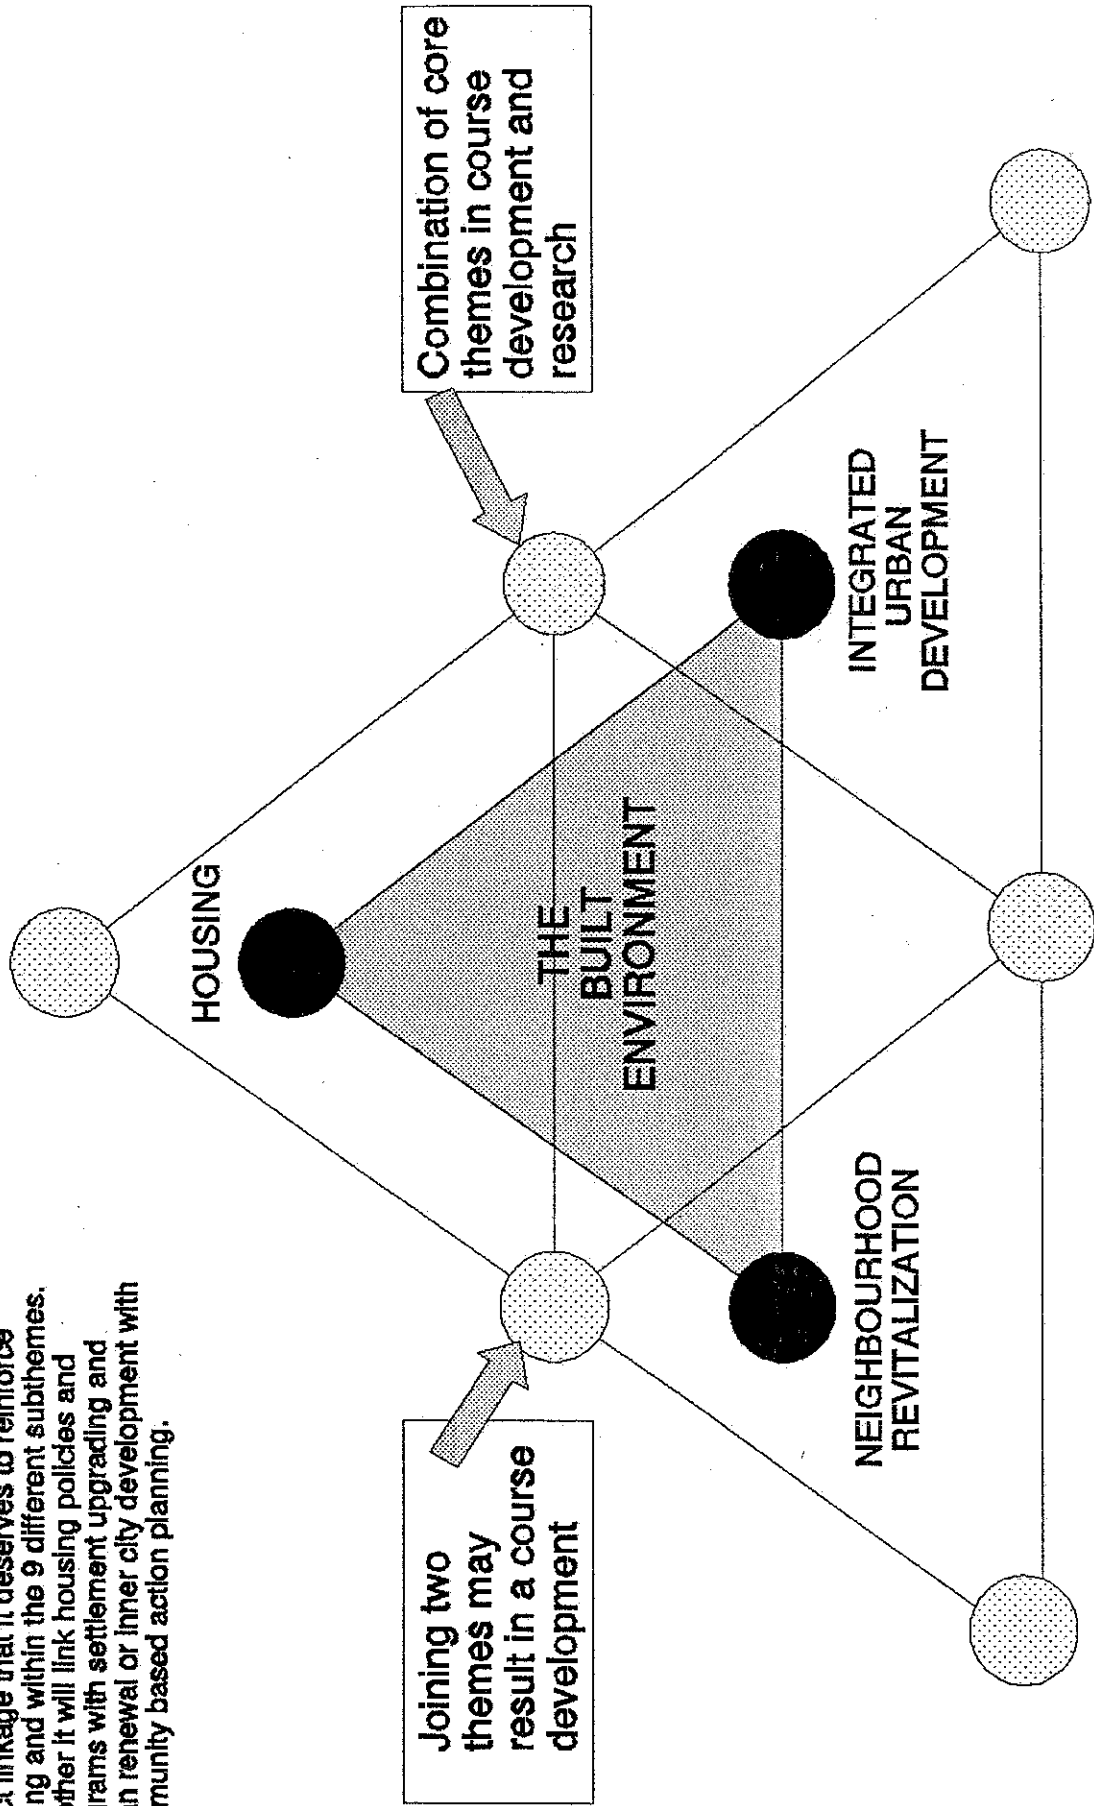 ct linkage that it deserves to reinforce
ng and within the 9 different subthemes.
ther it will link housing policies and
rams with settlement upgrading and
n renewal or inner city development with
munity based action planning.
HOUSING
Joining two
themes may
result in a course
development
Combination of core
themes in course
development and
research
THE
BUILT
ENVIRONMENT
NEIGHBOURHOOD
REVITALIZATION
INTEGRATED
URBAN
DEVELOPMENT